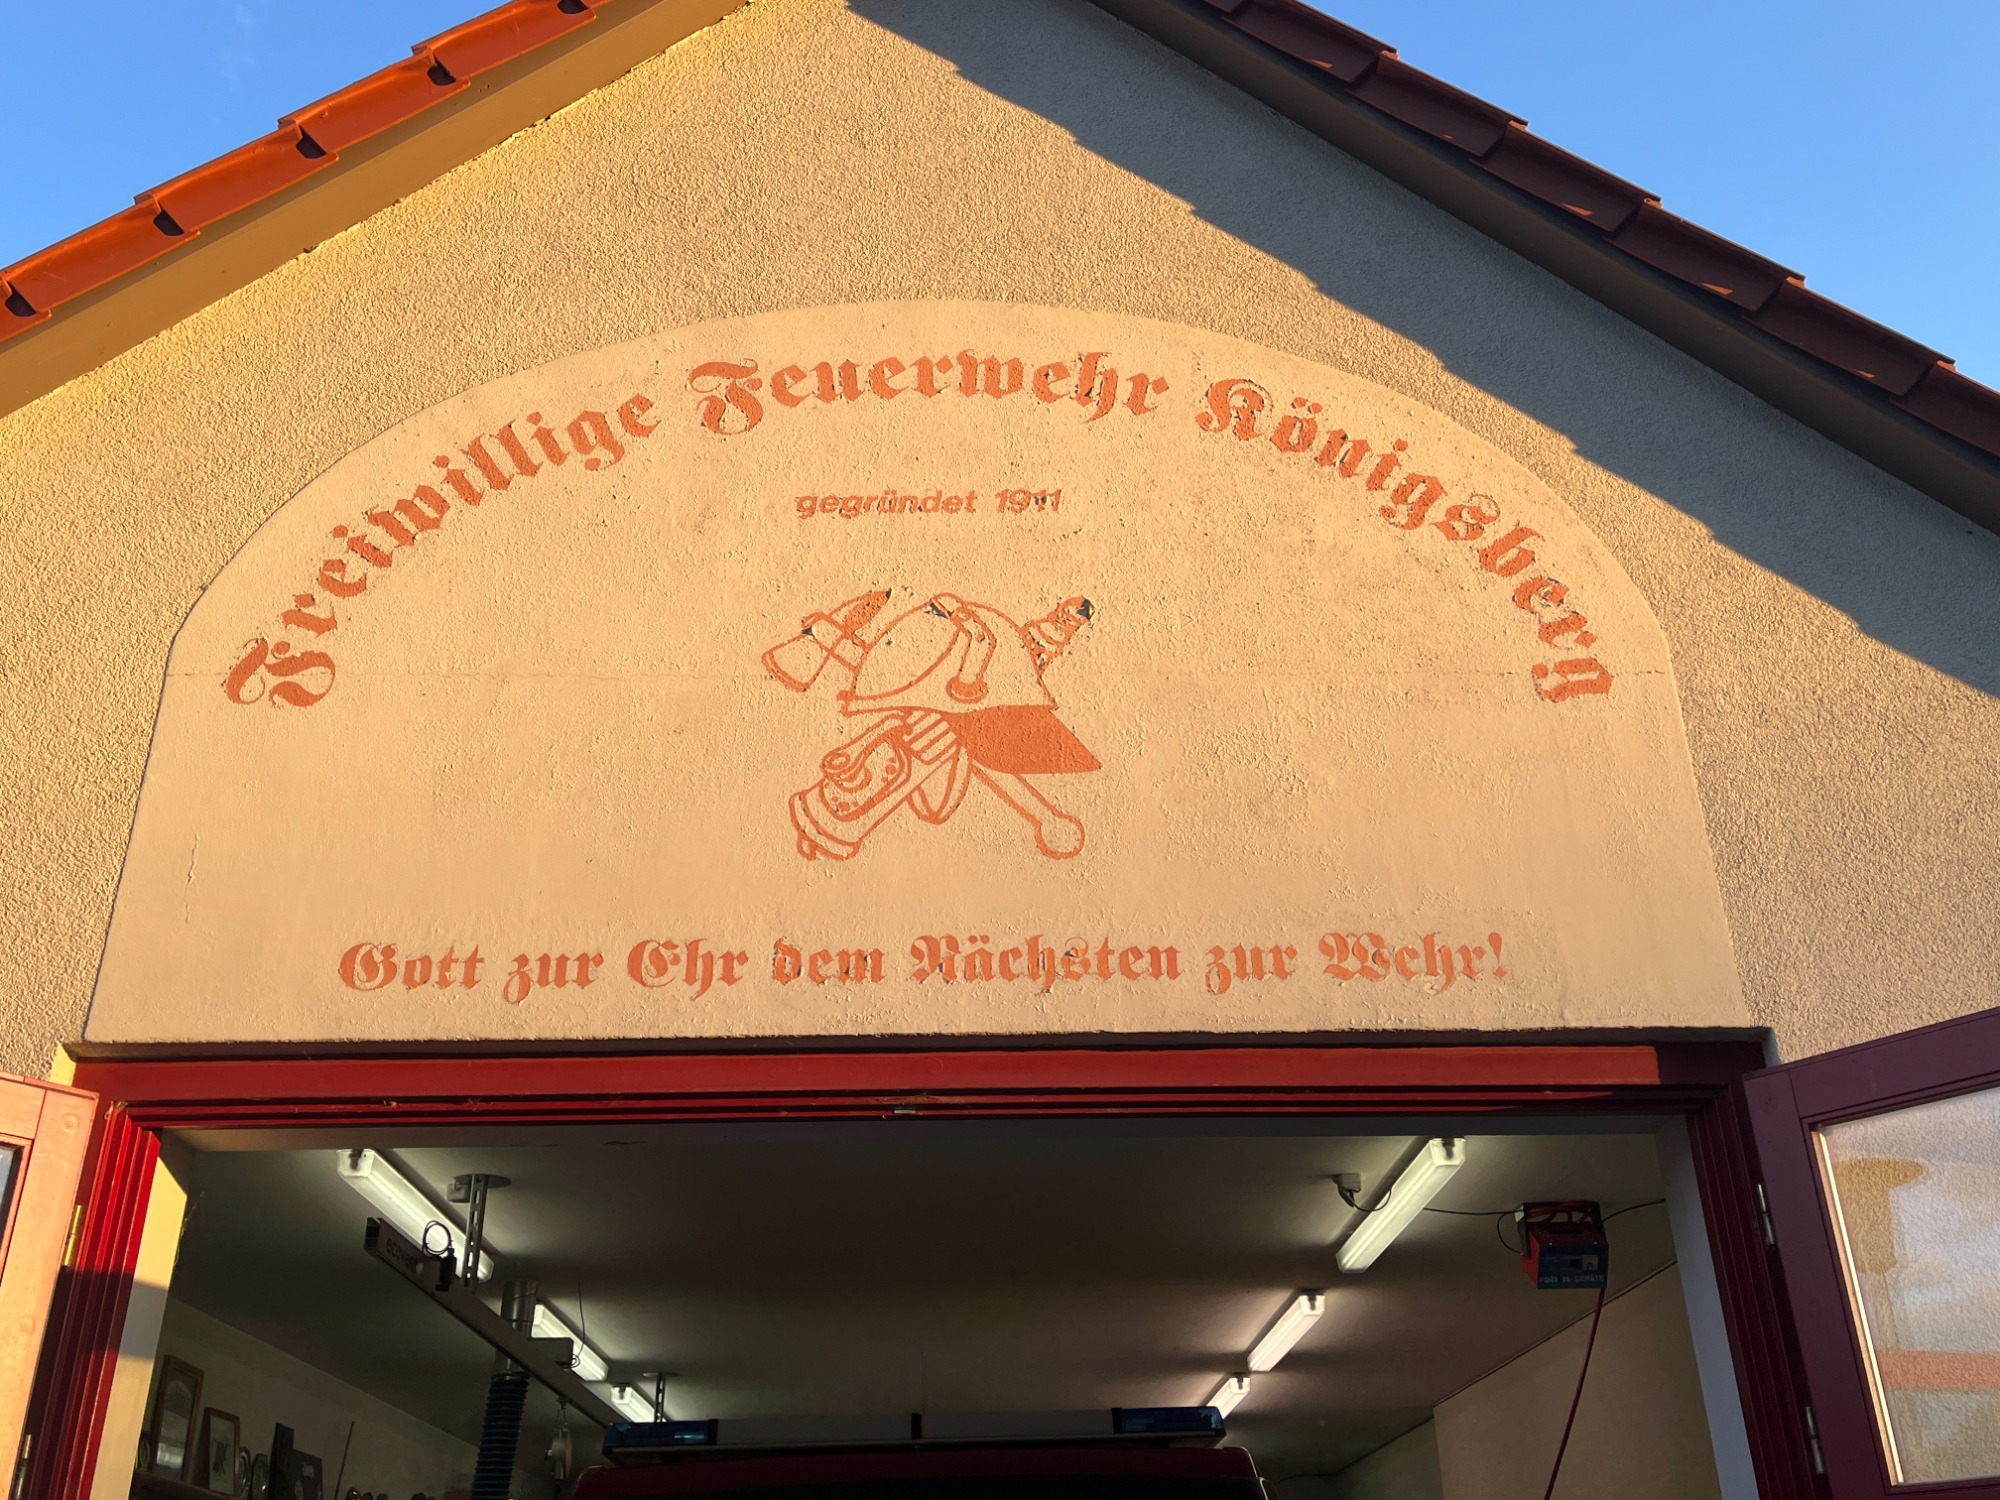 Freiwillige Feuerwehr Königsberg
gegründet 1911
Gott zur Ehr dem Nächsten zur Wehr!